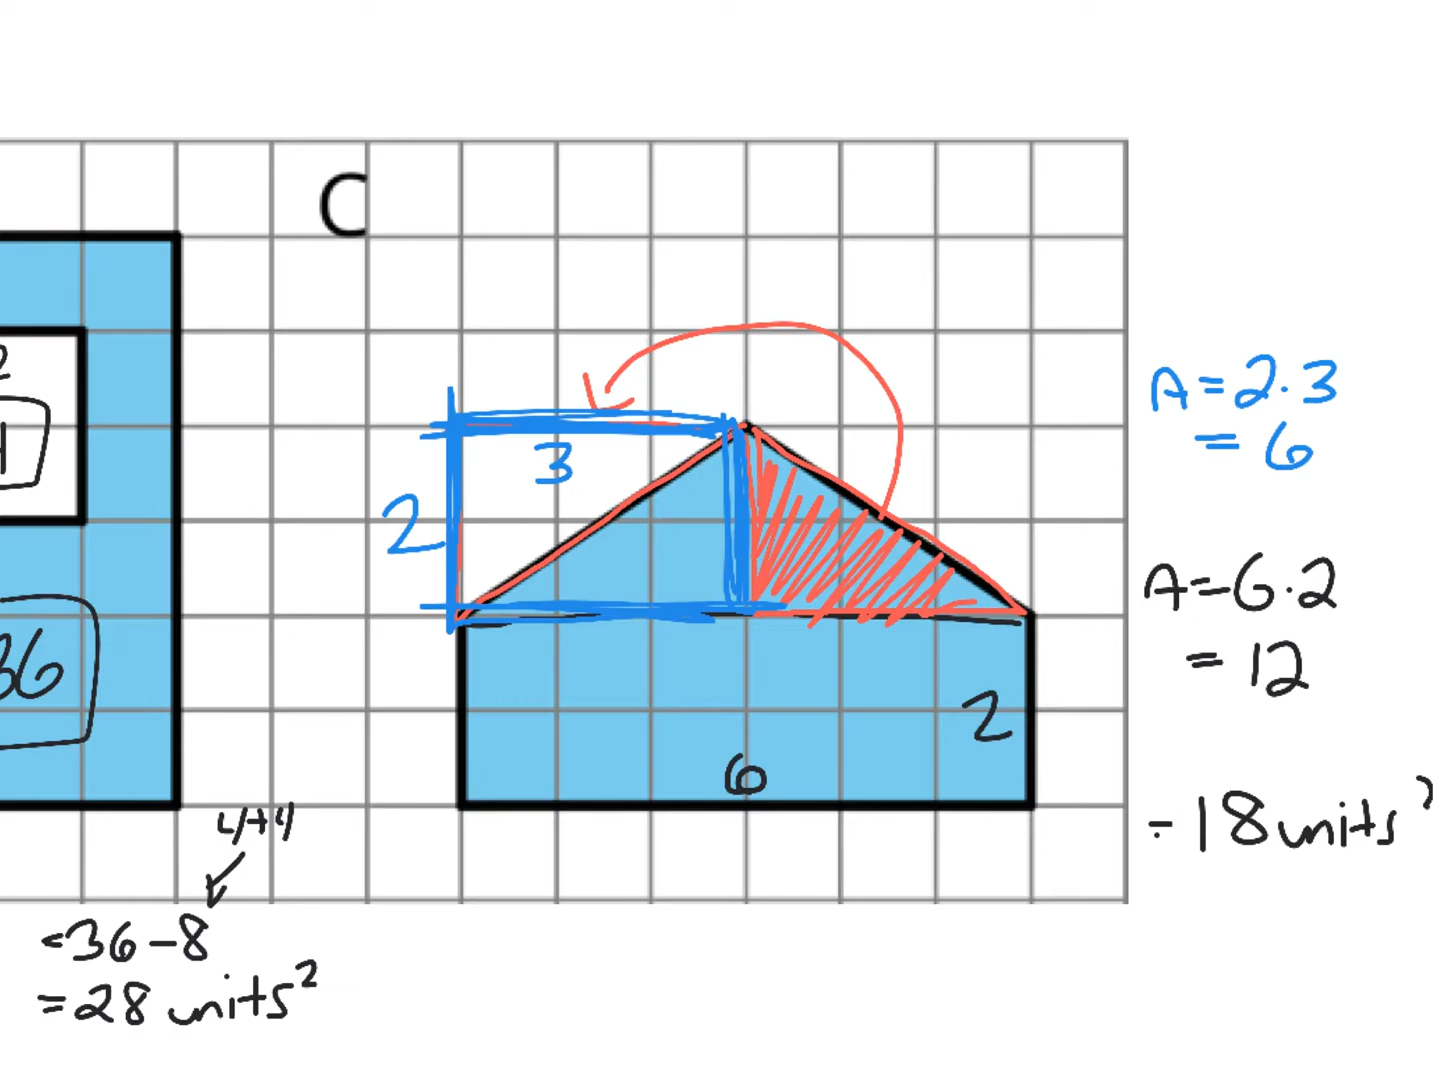 C
2
3
2
A=2·3
= 6
A=6·2
= 12
2
6
36
4+4
=36-8
=28 units²
=18 units²